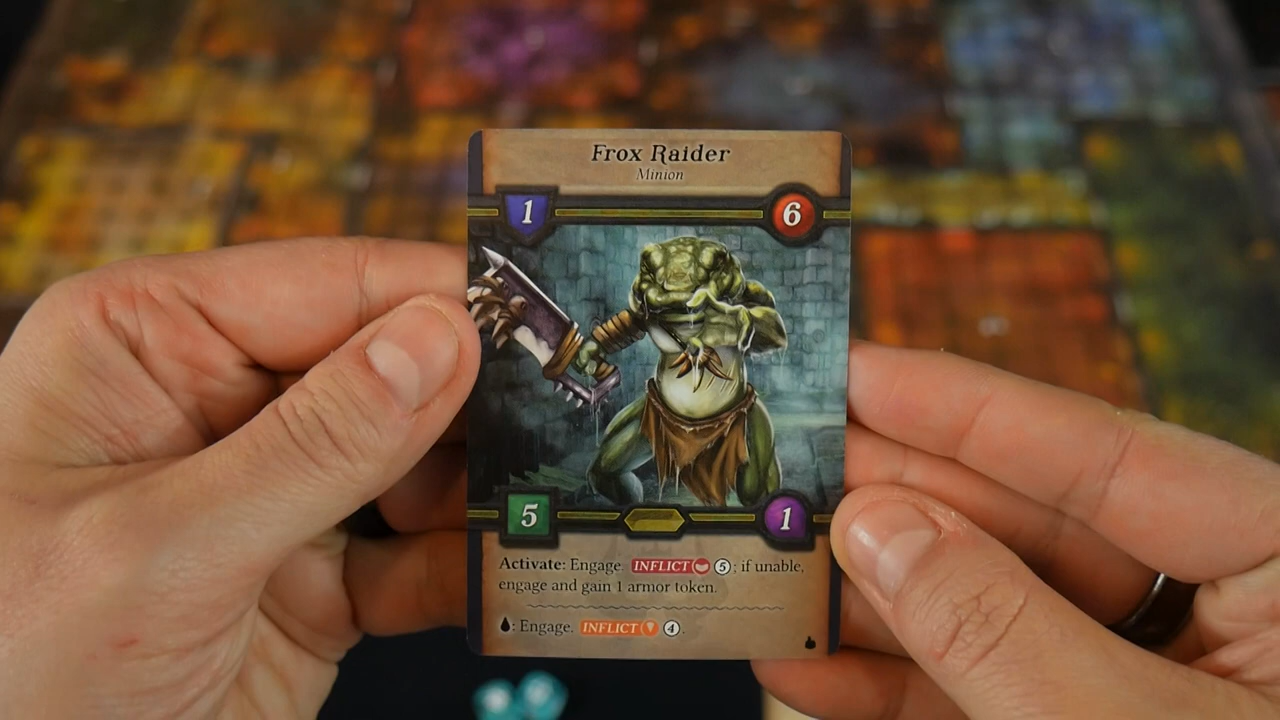 Frox Raider
Minion
1 6
5 1
Activate: Engage. INFLICT 5; if unable,
engage and gain 1 armor token.
: Engage. INFLICT 4.